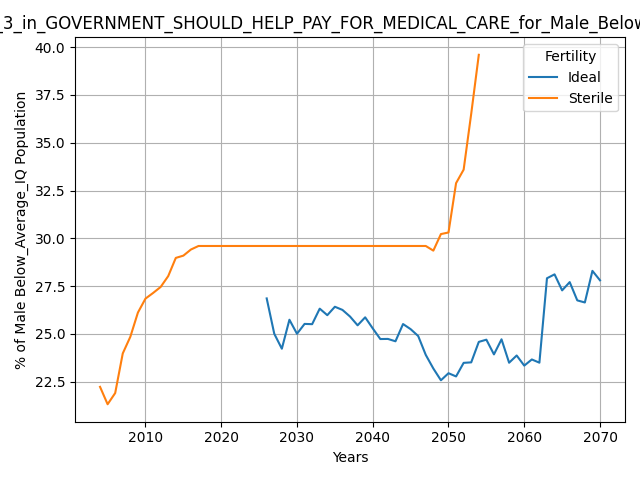 _3_in_GOVERNMENT_SHOULD_HELP_PAY_FOR_MEDICAL_CARE_for_Male_Below
Fertility
Ideal
Sterile
40.0
37.5
35.0
32.5
30.0
27.5
25.0
22.5
% of Male Below_Average_IQ Population
2010 2020 2030 2040 2050 2060 2070
Years